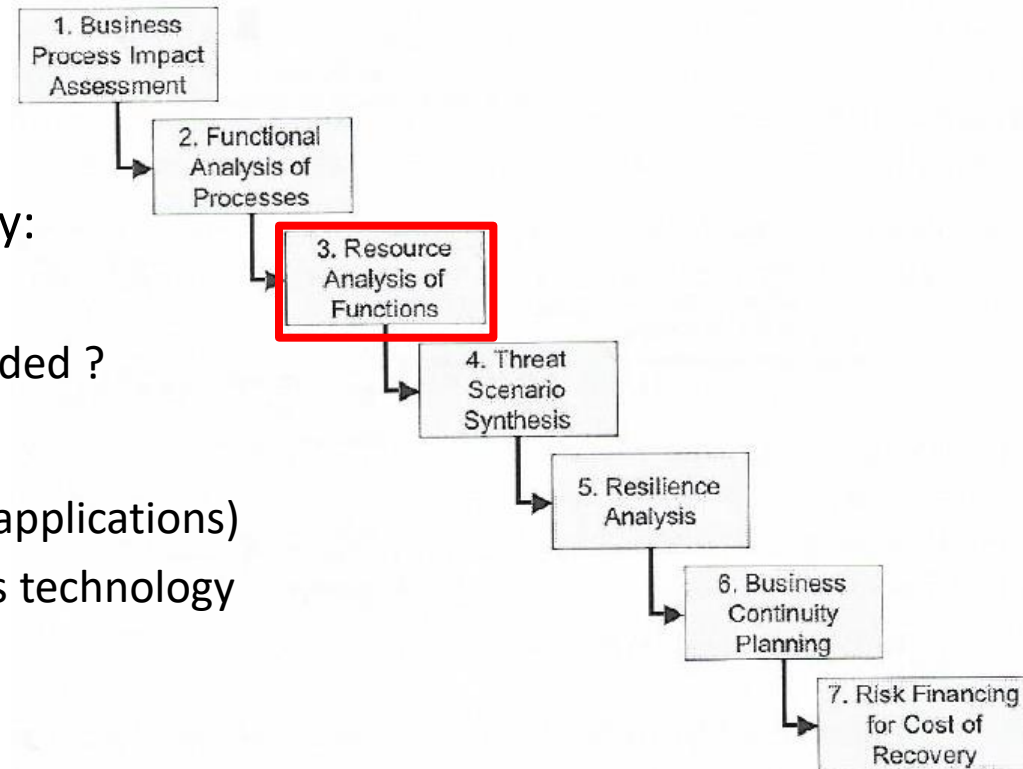 1. Business
Process Impact
Assessment
2. Functional
Analysis of
Processes
3. Resource
Analysis of
Functions
4. Threat
Scenario
Synthesis
5. Resilience
Analysis
6. Business
Continuity
Planning
7. Risk Financing
for Cost of
Recovery
y:
ded ?
applications)
s technology